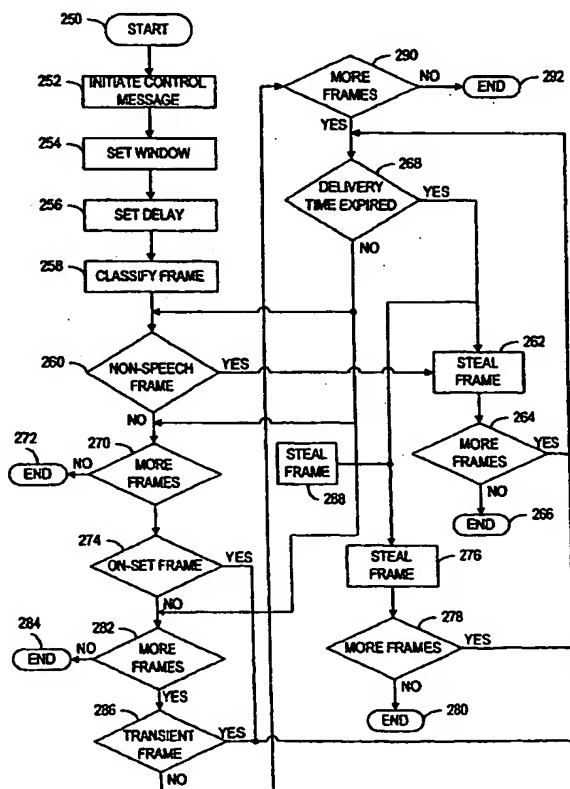 250
START
252
INITIATE CONTROL
MESSAGE
254
SET WINDOW
256
SET DELAY
258
CLASSIFY FRAME
260
NON-SPEECH
FRAME
YES
NO
270
MORE
FRAMES
NO
272
END
274
ON-SET FRAME
YES
NO
282
MORE
FRAMES
NO
284
END
YES
286
TRANSIENT
FRAME
YES
NO
290
MORE
FRAMES
NO
END
292
YES
268
DELIVERY
TIME EXPIRED
YES
NO
262
STEAL
FRAME
264
MORE
FRAMES
YES
NO
END
266
STEAL
FRAME
288
STEAL
FRAME
276
278
MORE FRAMES
YES
NO
END
280